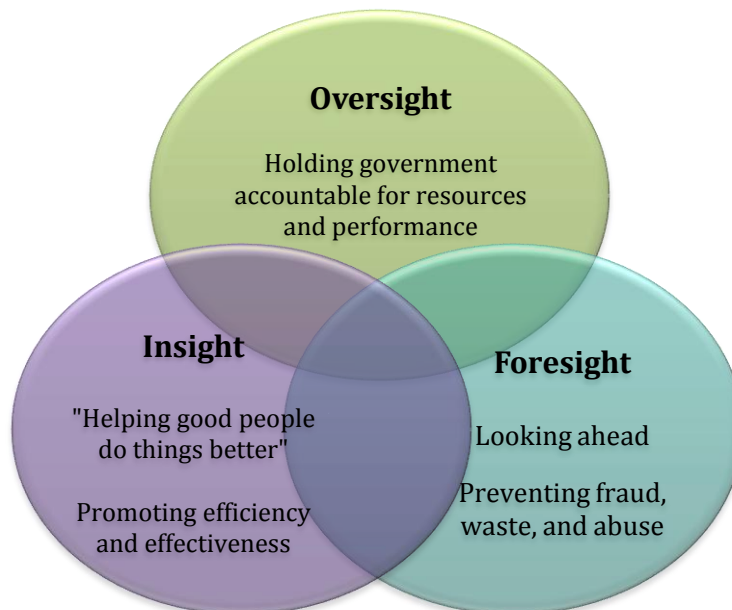 Oversight
Holding government
accountable for resources
and performance
Insight
"Helping good people
do things better"
Promoting efficiency
and effectiveness
Foresight
Looking ahead
Preventing fraud,
waste, and abuse